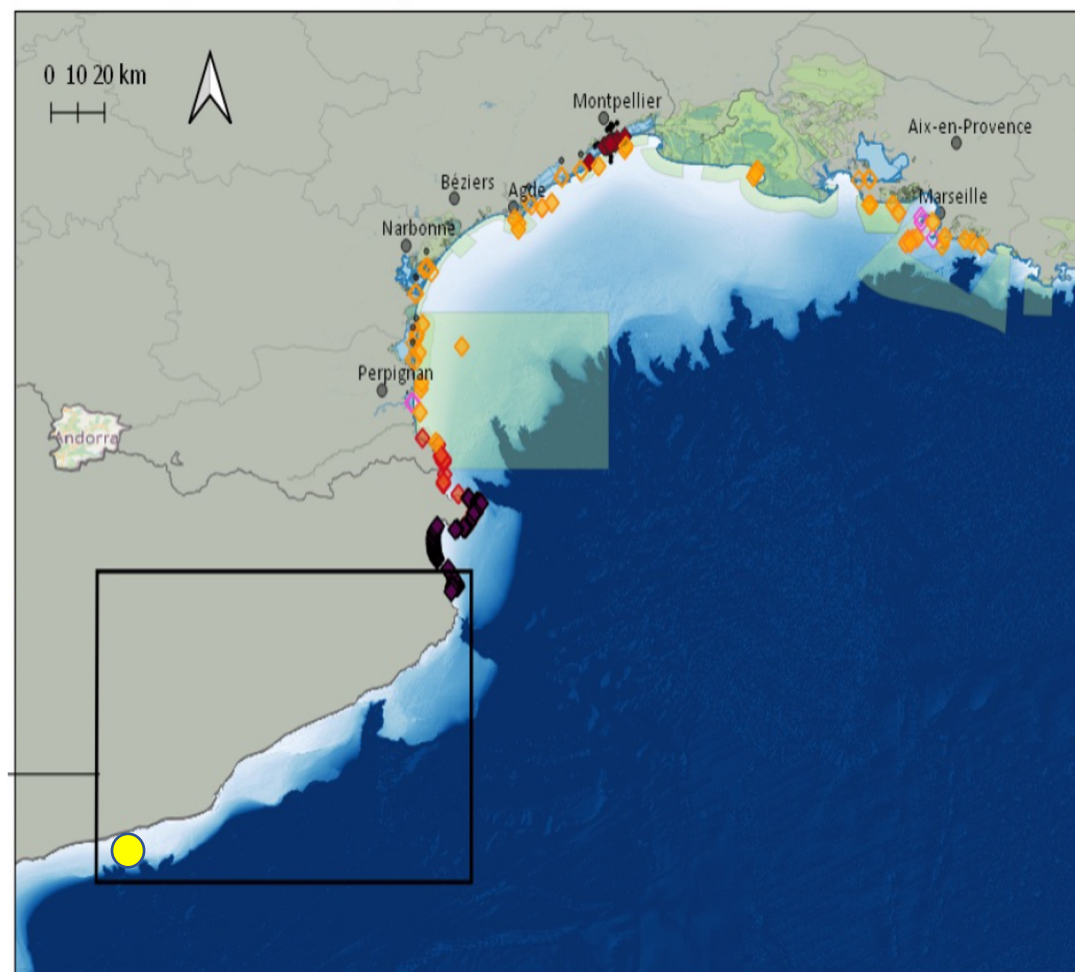 0 10 20 km
Montpellier
Aix-en-Provence
Béziers
Agde
Marseille
Narbonne
Perpignan
Andorra